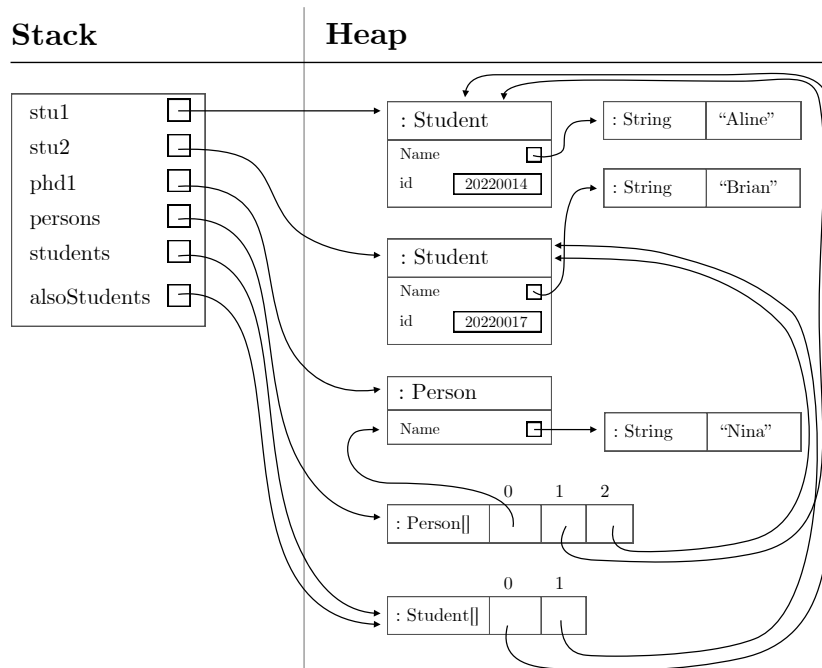 Stack
Heap
stu1
stu2
phd1
persons
students
alsoStudents
: Student
Name
id 20220014
: String “Aline”
: String “Brian”
: Student
Name
id 20220017
: Person
Name
: String “Nina”
0 1 2
: Person[]
0 1
: Student[]